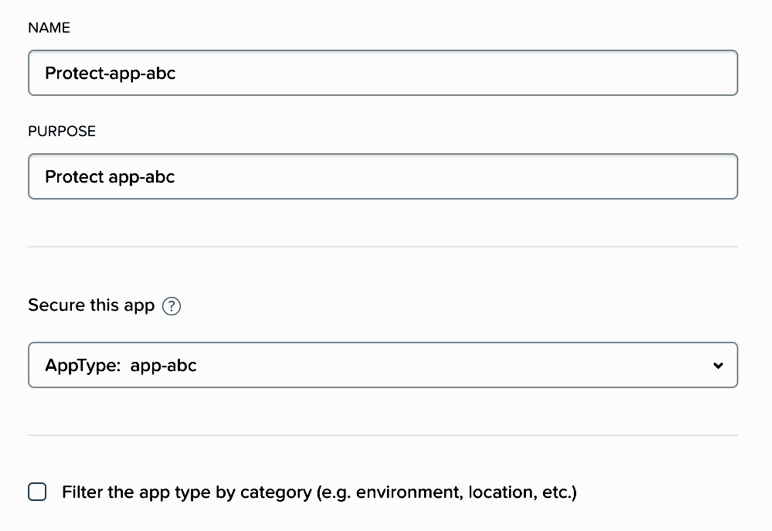 NAME
Protect-app-abc
PURPOSE
Protect app-abc
Secure this app ?
AppType: app-abc
Filter the app type by category (e.g. environment, location, etc.)